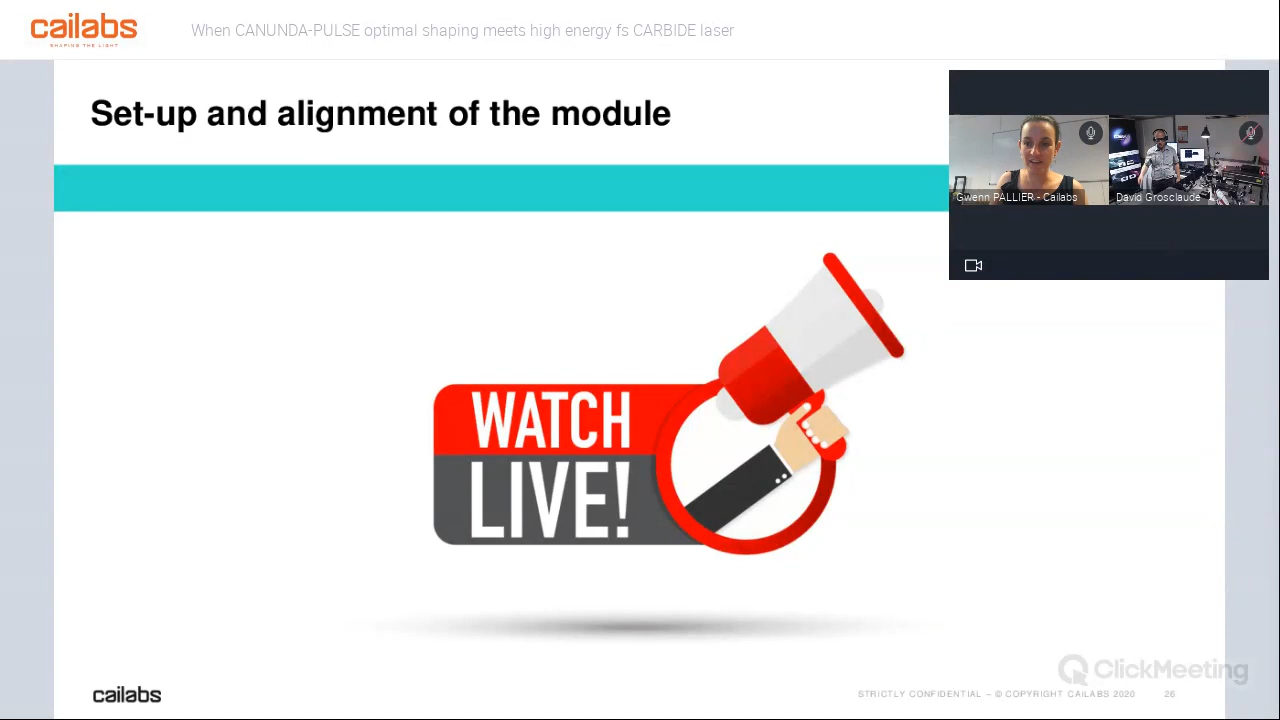 cailabs
SHAPING THE LIGHT
When CANUNDA-PULSE optimal shaping meets high energy fs CARBIDE laser
Set-up and alignment of the module
Gwenn PALLIER - Cailabs
David Grosclaude
WATCH
LIVE!
ClickMeeting
cailabs
STRICTLY CONFIDENTIAL – © COPYRIGHT CAILABS 2020
26